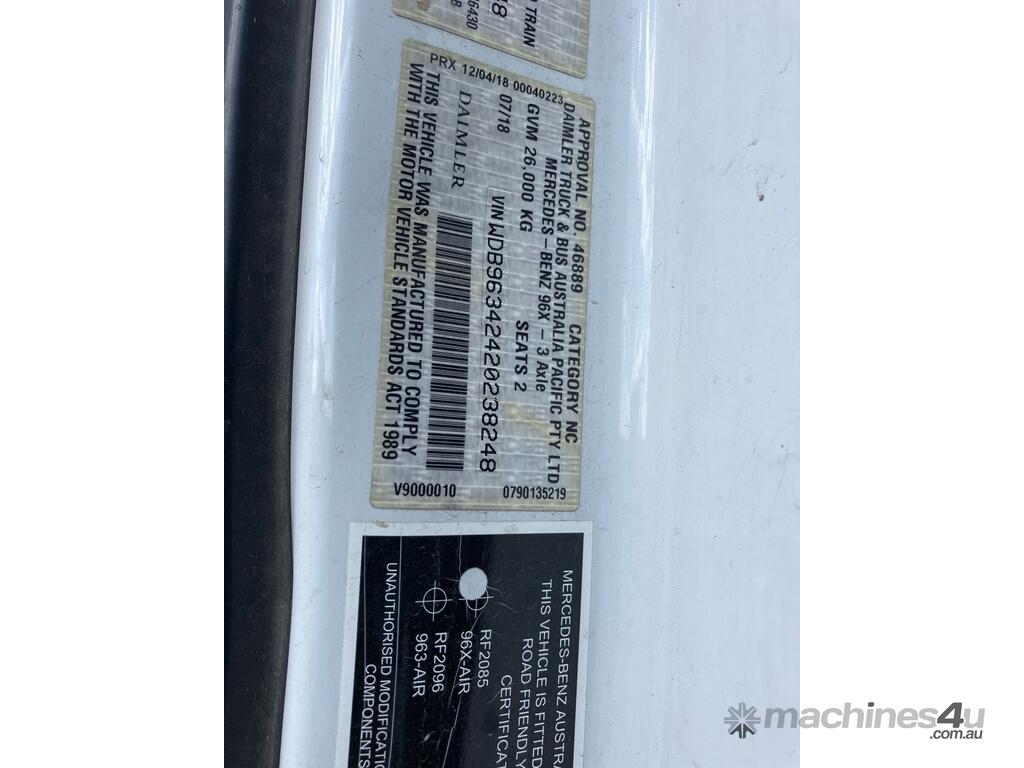 6430
8
B
TRAIN
PRX 12/04/18 00040223
APPROVAL NO. 46889 CATEGORY NC
DAIMLER TRUCK & BUS AUSTRALIA PACIFIC PTY LTD
MERCEDES-BENZ 96X - 3 Axle
GVM 26,000 KG SEATS 2
07/18
VIN WDB96342420238248
DAIMLER
THIS VEHICLE WAS MANUFACTURED TO COMPLY
WITH THE MOTOR VEHICLE STANDARDS ACT 1989
V9000010 0790135219
MERCEDES-BENZ AUSTRA
THIS VEHICLE IS FITTED
ROAD FRIENDLY
CERTIFICAT
RF2085
96X-AIR
RF2096
963-AIR
UNAUTHORISED MODIFICATION
COMPONENTS
machines4u
.com.au